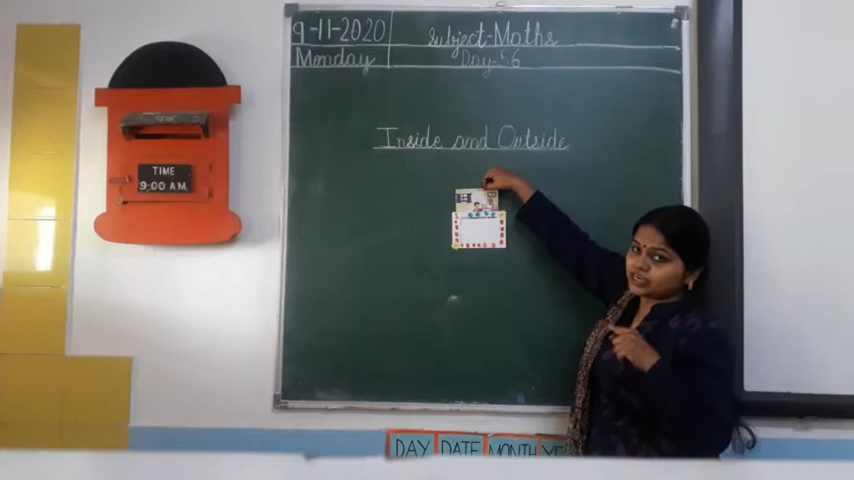 9-11-2020
Subject-Maths
Monday
Day-56
Inside and Outside
TIME
9:00 A.M
DAY
DATE
MONTH
YE